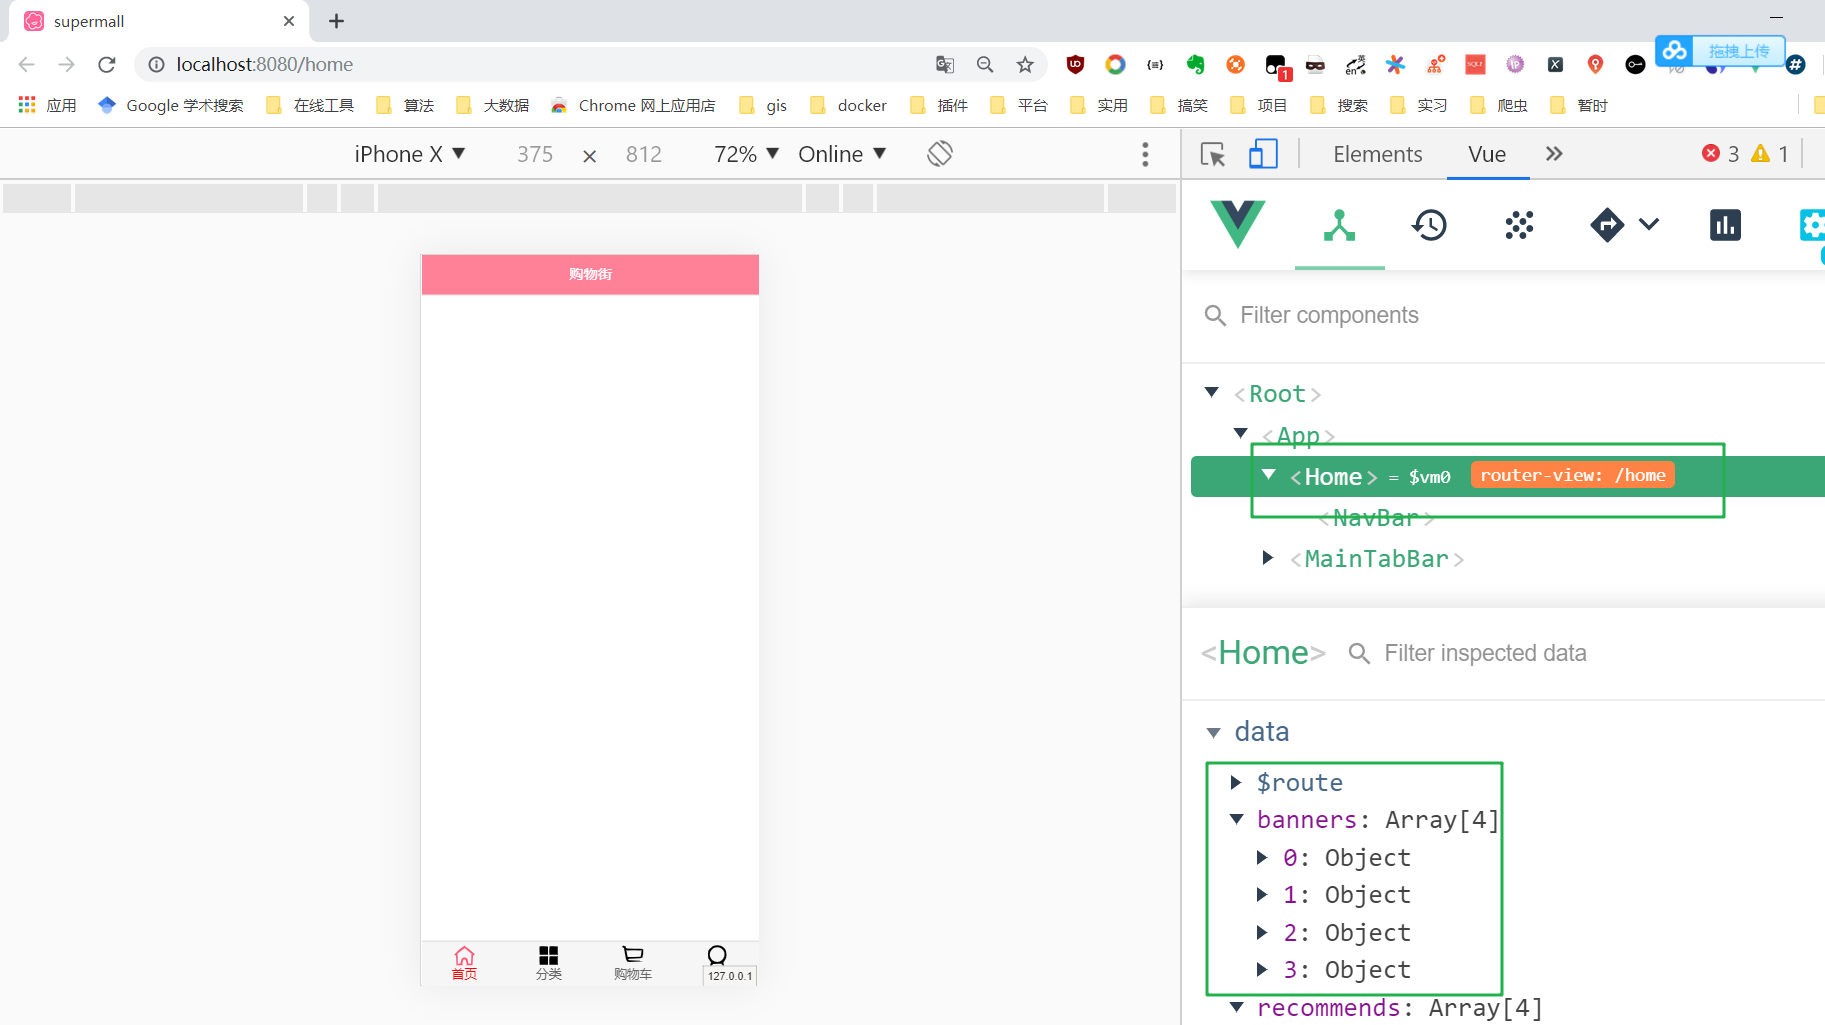 supermall
localhost:8080/home
拖拽上传
1
应用 Google 学术搜索 在线工具 算法 大数据 Chrome 网上应用店 gis docker 插件 平台 实用 搞笑 项目 搜索 实习 爬虫 暂时
iPhone X 375 × 812 72% Online
Elements Vue 3 1
Filter components
<Root>
<App>
<Home> = $vm0 router-view: /home
<NavBar>
<MainTabBar>
<Home> Filter inspected data
data
$route
banners: Array[4]
0: Object
1: Object
2: Object
3: Object
recommends: Array[4]
购物街
首页 分类 购物车
127.0.0.1